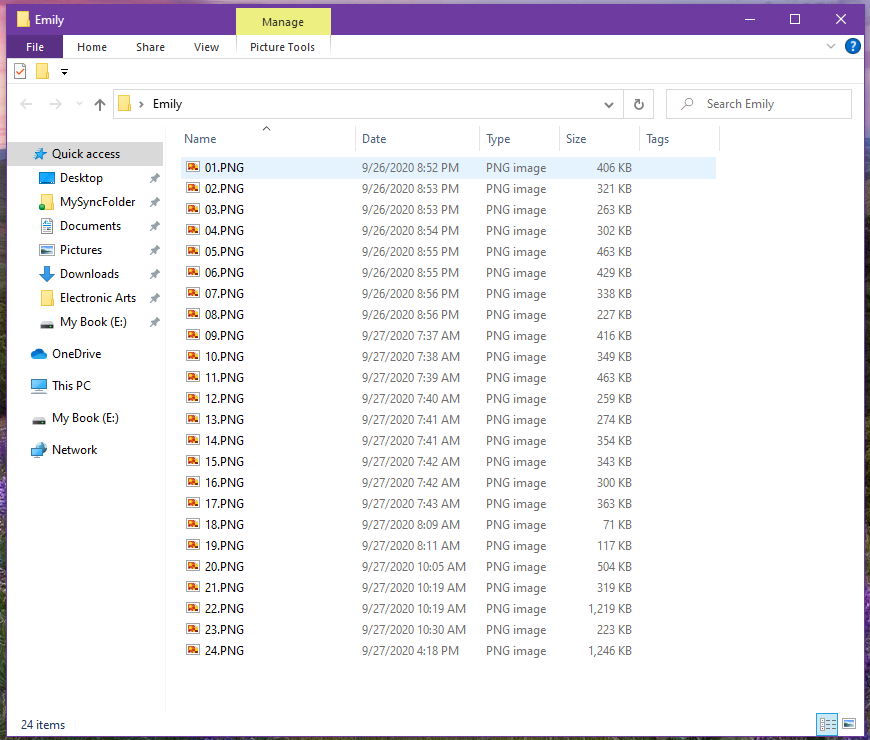 Emily
Manage
File Home Share View Picture Tools
Emily Search Emily
Name Date Type Size Tags
Quick access
Desktop
MySyncFolder
Documents
Pictures
Downloads
Electronic Arts
My Book (E:)
OneDrive
This PC
My Book (E:)
Network
01.PNG 9/26/2020 8:52 PM PNG image 406 KB
02.PNG 9/26/2020 8:53 PM PNG image 321 KB
03.PNG 9/26/2020 8:53 PM PNG image 263 KB
04.PNG 9/26/2020 8:54 PM PNG image 302 KB
05.PNG 9/26/2020 8:55 PM PNG image 463 KB
06.PNG 9/26/2020 8:55 PM PNG image 429 KB
07.PNG 9/26/2020 8:56 PM PNG image 338 KB
08.PNG 9/26/2020 8:56 PM PNG image 227 KB
09.PNG 9/27/2020 7:37 AM PNG image 416 KB
10.PNG 9/27/2020 7:38 AM PNG image 349 KB
11.PNG 9/27/2020 7:39 AM PNG image 463 KB
12.PNG 9/27/2020 7:40 AM PNG image 259 KB
13.PNG 9/27/2020 7:41 AM PNG image 274 KB
14.PNG 9/27/2020 7:41 AM PNG image 354 KB
15.PNG 9/27/2020 7:42 AM PNG image 343 KB
16.PNG 9/27/2020 7:42 AM PNG image 300 KB
17.PNG 9/27/2020 7:43 AM PNG image 363 KB
18.PNG 9/27/2020 8:09 AM PNG image 71 KB
19.PNG 9/27/2020 8:11 AM PNG image 117 KB
20.PNG 9/27/2020 10:05 AM PNG image 504 KB
21.PNG 9/27/2020 10:19 AM PNG image 319 KB
22.PNG 9/27/2020 10:19 AM PNG image 1,219 KB
23.PNG 9/27/2020 10:30 AM PNG image 223 KB
24.PNG 9/27/2020 4:18 PM PNG image 1,246 KB
24 items